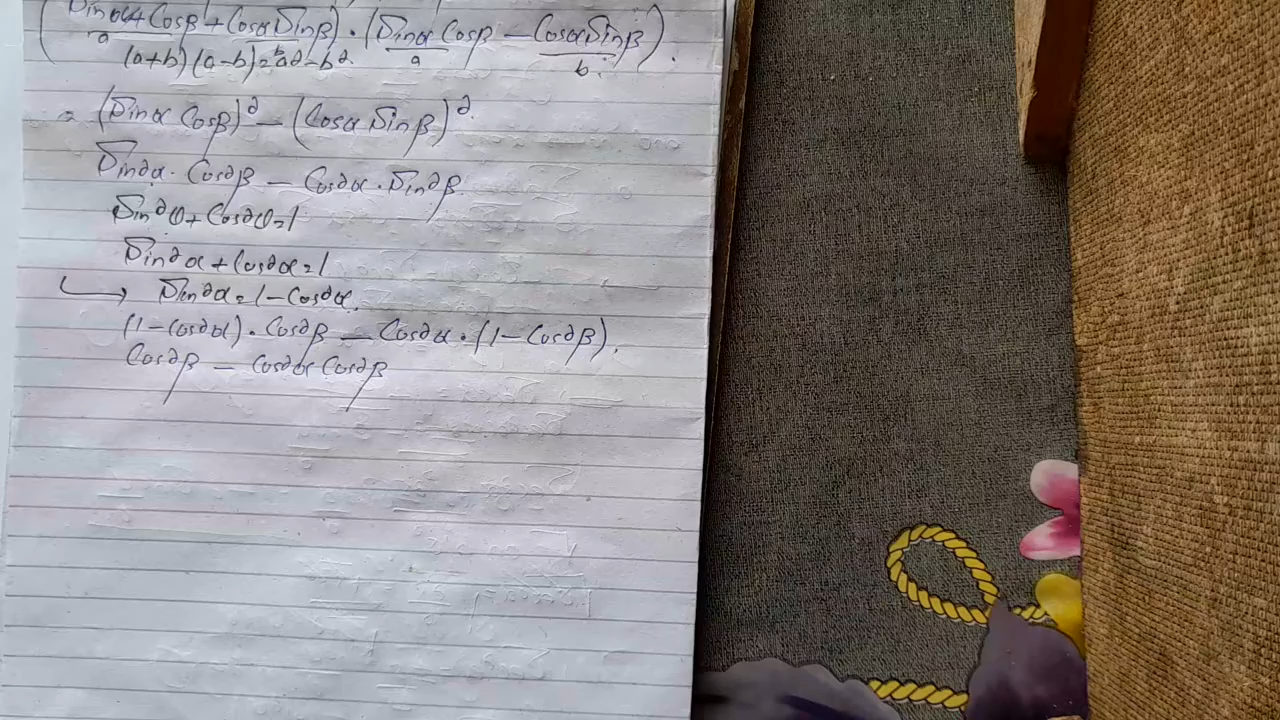 (Sinα Cosβ + Cosα Sinβ) · (Sinα Cosβ - Cosα Sinβ).
a b a b
(a+b)(a-b) = a² - b²
= (Sinα Cosβ)² - (Cosα Sinβ)²
Sin²α · Cos²β - Cos²α · Sin²β
Sin²θ + Cos²θ = 1
Sin²α + Cos²α = 1
↳ Sin²α = 1 - Cos²α.
(1 - Cos²α) · Cos²β - Cos²α · (1 - Cos²β).
Cos²β - Cos²α Cos²β